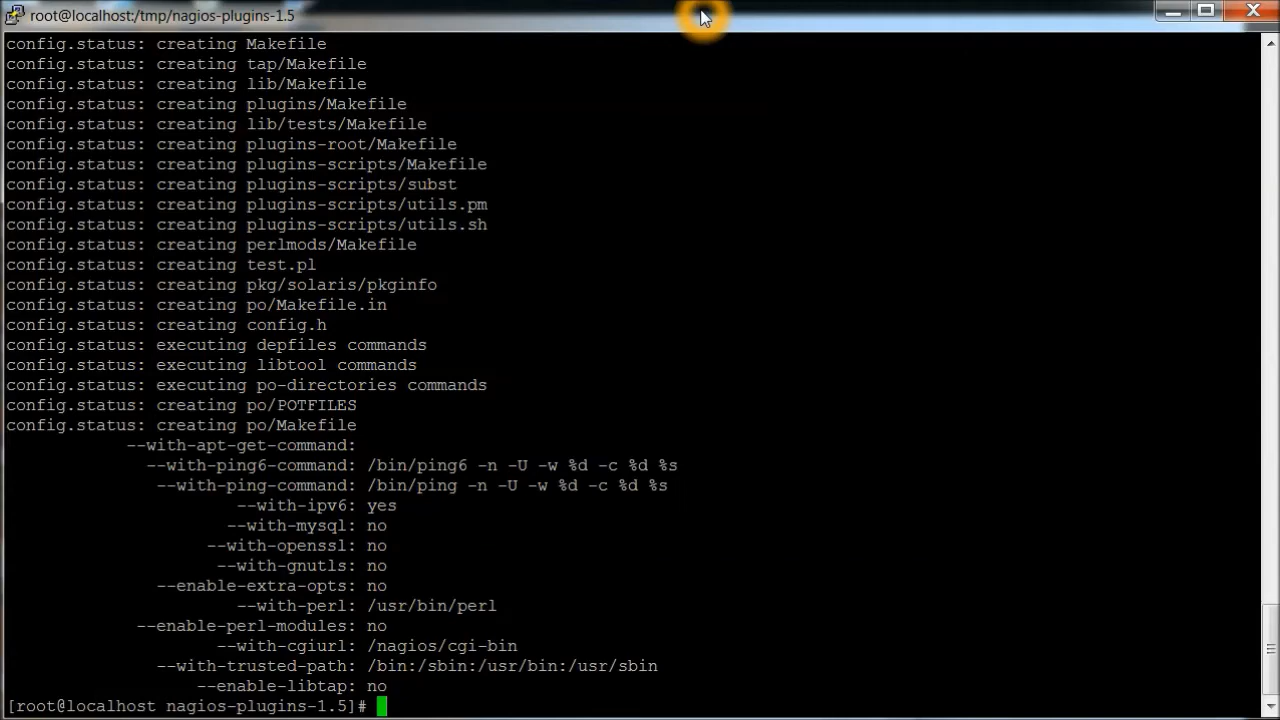 root@localhost:/tmp/nagios-plugins-1.5
config.status: creating Makefile
config.status: creating tap/Makefile
config.status: creating lib/Makefile
config.status: creating plugins/Makefile
config.status: creating lib/tests/Makefile
config.status: creating plugins-root/Makefile
config.status: creating plugins-scripts/Makefile
config.status: creating plugins-scripts/subst
config.status: creating plugins-scripts/utils.pm
config.status: creating plugins-scripts/utils.sh
config.status: creating perlmods/Makefile
config.status: creating test.pl
config.status: creating pkg/solaris/pkginfo
config.status: creating po/Makefile.in
config.status: creating config.h
config.status: executing depfiles commands
config.status: executing libtool commands
config.status: executing po-directories commands
config.status: creating po/POTFILES
config.status: creating po/Makefile
--with-apt-get-command:
--with-ping6-command: /bin/ping6 -n -U -w %d -c %d %s
--with-ping-command: /bin/ping -n -U -w %d -c %d %s
--with-ipv6: yes
--with-mysql: no
--with-openssl: no
--with-gnutls: no
--enable-extra-opts: no
--with-perl: /usr/bin/perl
--enable-perl-modules: no
--with-cgiurl: /nagios/cgi-bin
--with-trusted-path: /bin:/sbin:/usr/bin:/usr/sbin
--enable-libtap: no
[root@localhost nagios-plugins-1.5]#